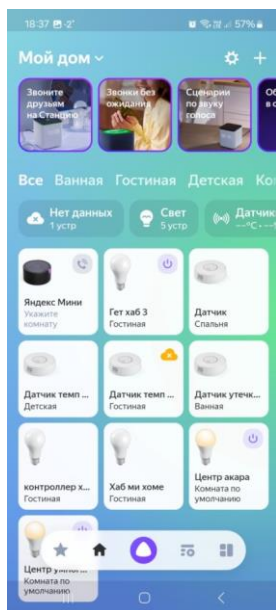 18:37
-2°
57%
Мой дом
Звоните
друзьям
на Станцию
Звонки без
ожидания
Сценарии
по звуку
голоса
Все Ванная Гостиная Детская
Нет данных
1 устр
Свет
5 устр
Датчик
--°C
Яндекс Мини
Укажите
комнату
Гет хаб 3
Гостиная
Датчик
Спальня
Датчик темп ...
Детская
Датчик темп ...
Гостиная
Датчик утечк...
Ванная
контроллер х...
Гостиная
Хаб ми хоме
Гостиная
Центр акара
Комната по
умолчанию
Центр
Комната по
умолчанию